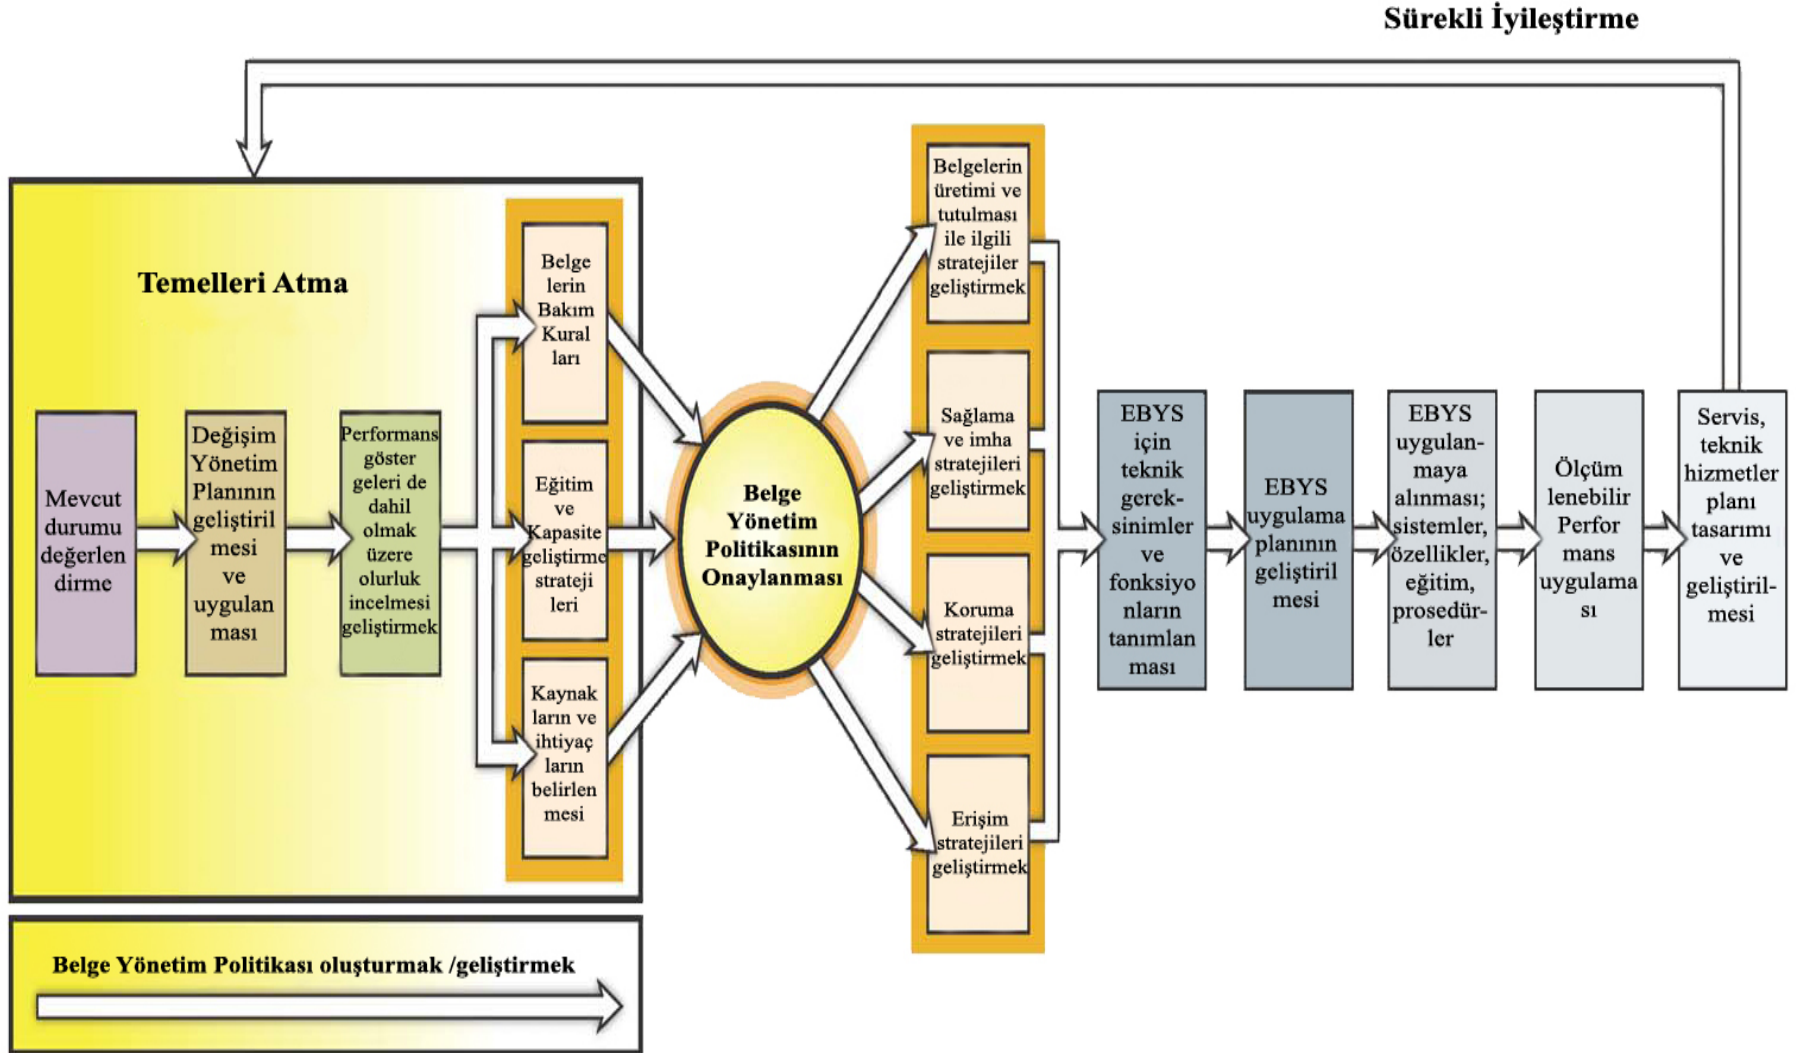 Sürekli İyileştirme
Temelleri Atma
Mevcut
durumu
değerlen
dirme
Değişim
Yönetim
Planının
geliştiril
mesi
ve
uygulan
ması
Performans
göster
geleri de
dahil
olmak
üzere
olurluk
incelmesi
geliştirmek
Belge
lerin
Bakım
Kural
ları
Eğitim
ve
Kapasite
geliştirme
strateji
leri
Kaynak
ların ve
ihtiyaç
ların
belirlen
mesi
Belge
Yönetim
Politikasının
Onaylanması
Belgelerin
üretimi ve
tutulması
ile ilgili
stratejiler
geliştirmek
Sağlama
ve imha
stratejileri
geliştirmek
Koruma
stratejileri
geliştirmek
Erişim
stratejileri
geliştirmek
EBYS
için
teknik
gerek-
sinimler
ve
fonksiyo
nların
tanımlan
ması
EBYS
uygulama
planının
geliştiril
mesi
EBYS
uygulan-
maya
alınması;
sistemler,
özellikler,
eğitim,
prosedür-
ler
Ölçüm
lenebilir
Perfor
mans
uygulama
sı
Servis,
teknik
hizmetler
planı
tasarımı
ve
geliştiril-
mesi
Belge Yönetim Politikası oluşturmak /geliştirmek